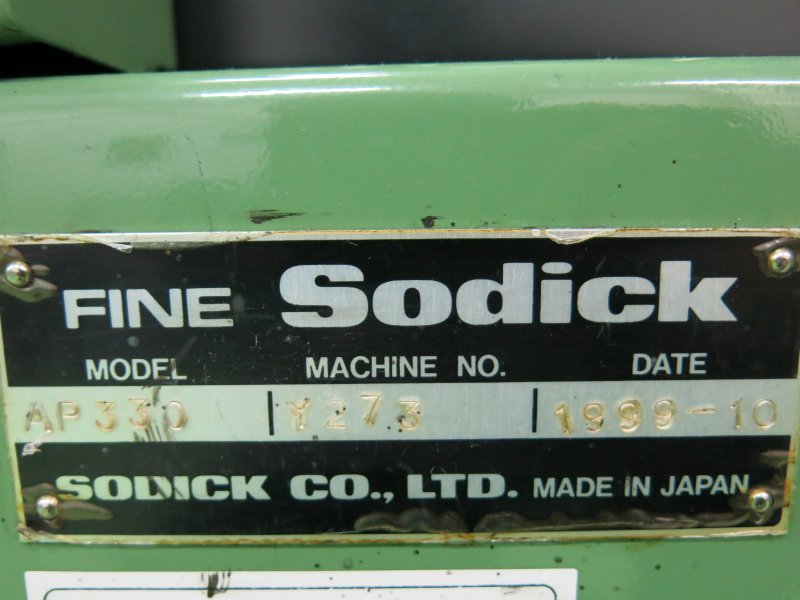 FINE Sodick
MODEL MACHINE NO. DATE
AP330 Y273 1999-10
SODICK CO., LTD. MADE IN JAPAN